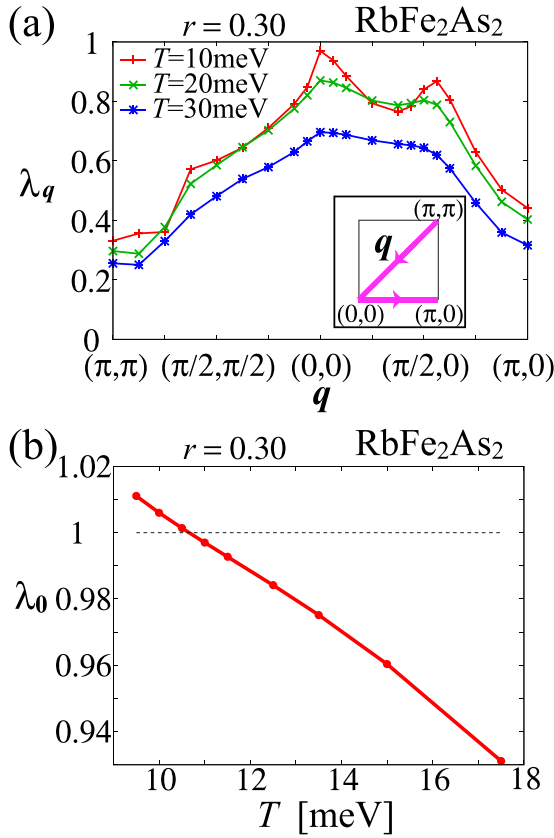 (a) r = 0.30 RbFe₂As₂
1
T=10meV
T=20meV
0.8
T=30meV
0.6
λq
0.4
(π,π)
q
0.2
(0,0) (π,0)
0
(π,π) (π/2,π/2) (0,0) (π/2,0) (π,0)
q
(b) r = 0.30 RbFe₂As₂
1.02
1
λ0 0.98
0.96
0.94
10 12 14 16 18
T [meV]